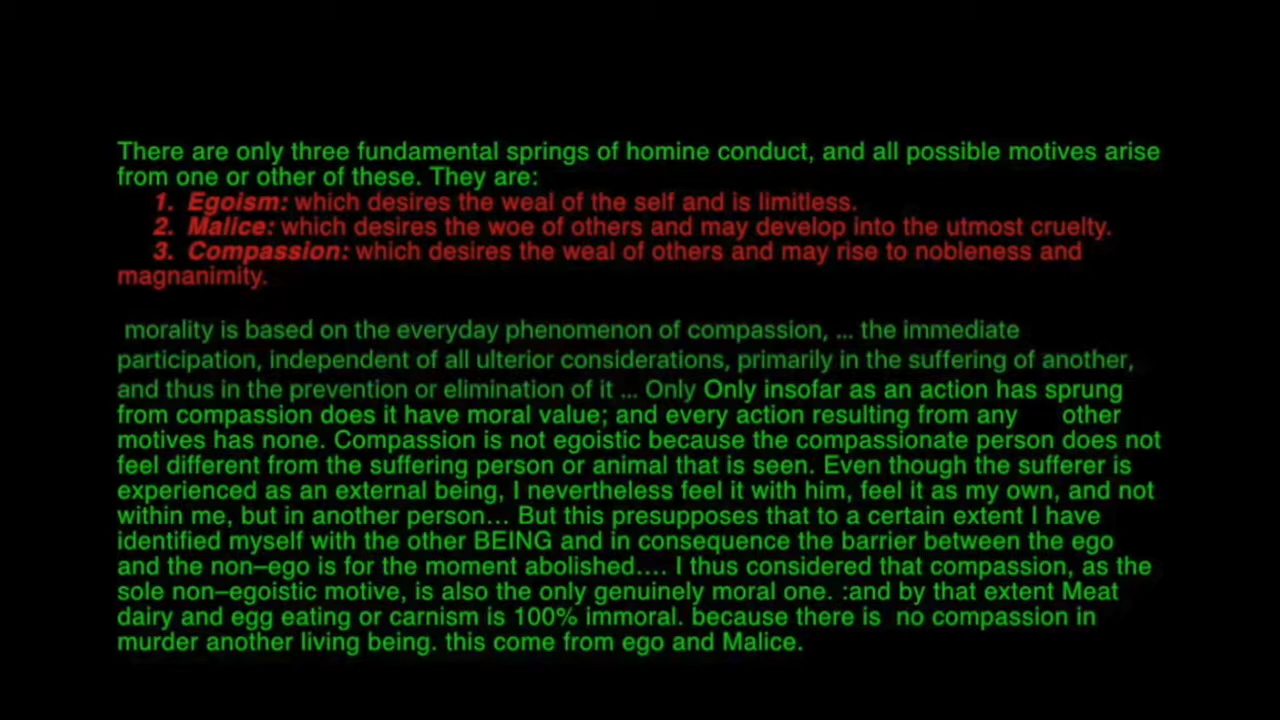 There are only three fundamental springs of homine conduct, and all possible motives arise
from one or other of these. They are:
1. Egoism: which desires the weal of the self and is limitless.
2. Malice: which desires the woe of others and may develop into the utmost cruelty.
3. Compassion: which desires the weal of others and may rise to nobleness and
magnanimity.
morality is based on the everyday phenomenon of compassion, ... the immediate
participation, independent of all ulterior considerations, primarily in the suffering of another,
and thus in the prevention or elimination of it ... Only Only insofar as an action has sprung
from compassion does it have moral value; and every action resulting from any other
motives has none. Compassion is not egoistic because the compassionate person does not
feel different from the suffering person or animal that is seen. Even though the sufferer is
experienced as an external being, I nevertheless feel it with him, feel it as my own, and not
within me, but in another person... But this presupposes that to a certain extent I have
identified myself with the other BEING and in consequence the barrier between the ego
and the non–ego is for the moment abolished.... I thus considered that compassion, as the
sole non–egoistic motive, is also the only genuinely moral one. :and by that extent Meat
dairy and egg eating or carnism is 100% immoral. because there is no compassion in
murder another living being. this come from ego and Malice.